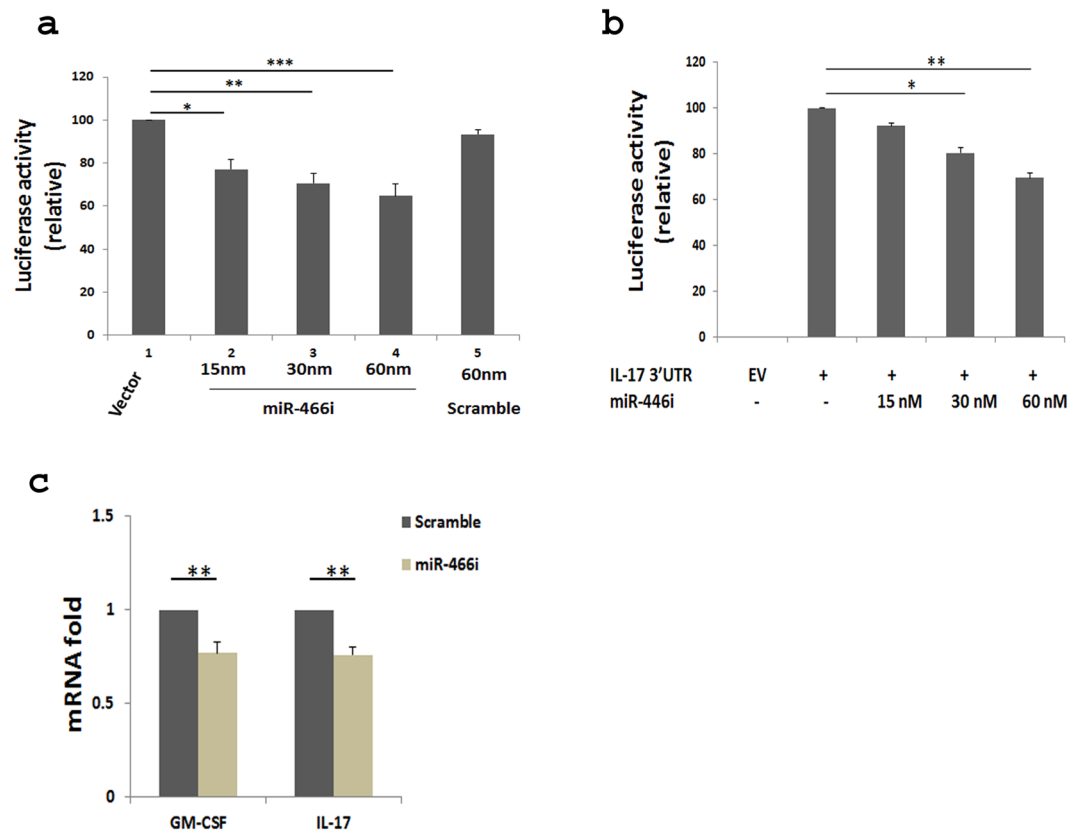 a
Luciferase activity
(relative)
120
100
80
60
40
20
0
*
**
***
1
2
3
4
5
Vector
15nm
30nm
60nm
60nm
miR-466i
Scramble
b
Luciferase activity
(relative)
120
100
80
60
40
20
0
**
*
IL-17 3’UTR EV + + + +
miR-446i - - 15 nM 30 nM 60 nM
c
mRNA fold
1.5
1
0.5
0
Scramble
miR-466i
**
**
GM-CSF
IL-17